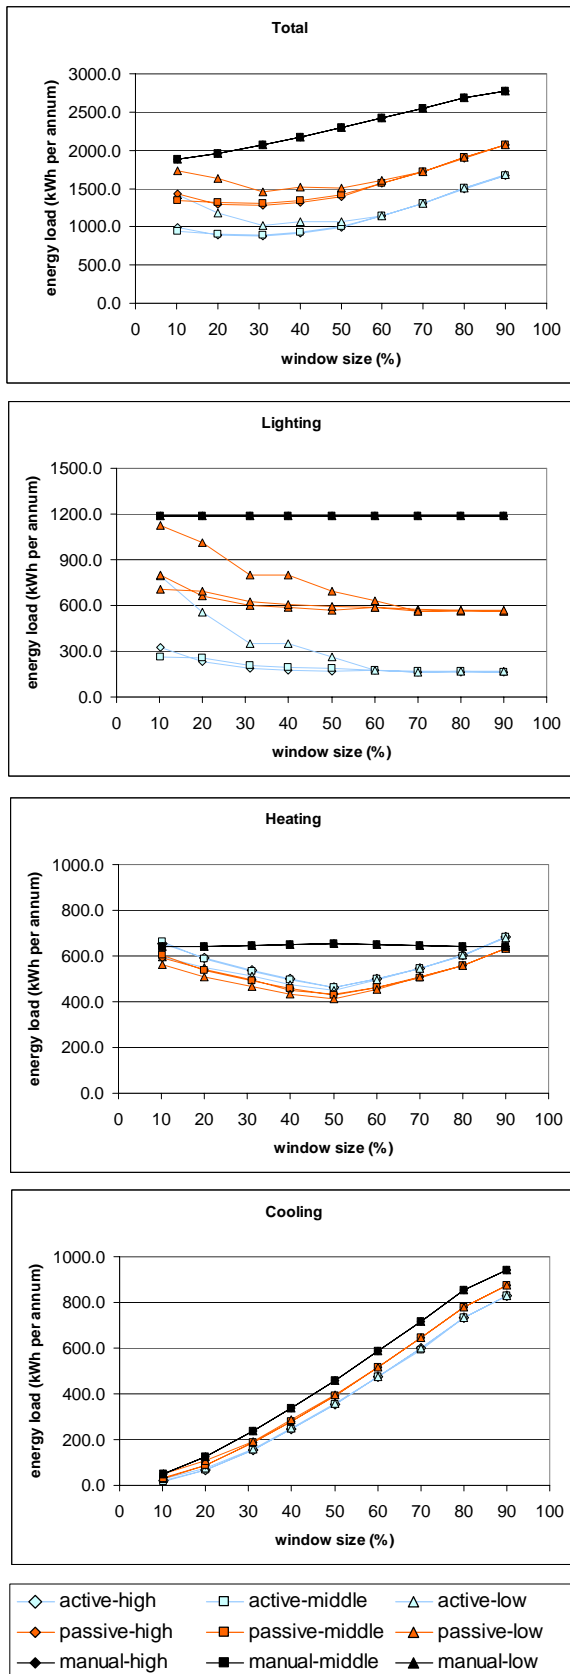 Total
energy load (kWh per annum)
3000.0
2500.0
2000.0
1500.0
1000.0
500.0
0.0
0 10 20 30 40 50 60 70 80 90 100
window size (%)
Lighting
energy load (kWh per annum)
1500.0
1200.0
900.0
600.0
300.0
0.0
0 10 20 30 40 50 60 70 80 90 100
window size (%)
Heating
energy load (kWh per annum)
1000.0
800.0
600.0
400.0
200.0
0.0
0 10 20 30 40 50 60 70 80 90 100
window size (%)
Cooling
energy load (kWh per annum)
1000.0
800.0
600.0
400.0
200.0
0.0
0 10 20 30 40 50 60 70 80 90 100
window size (%)
active-high active-middle active-low
passive-high passive-middle passive-low
manual-high manual-middle manual-low